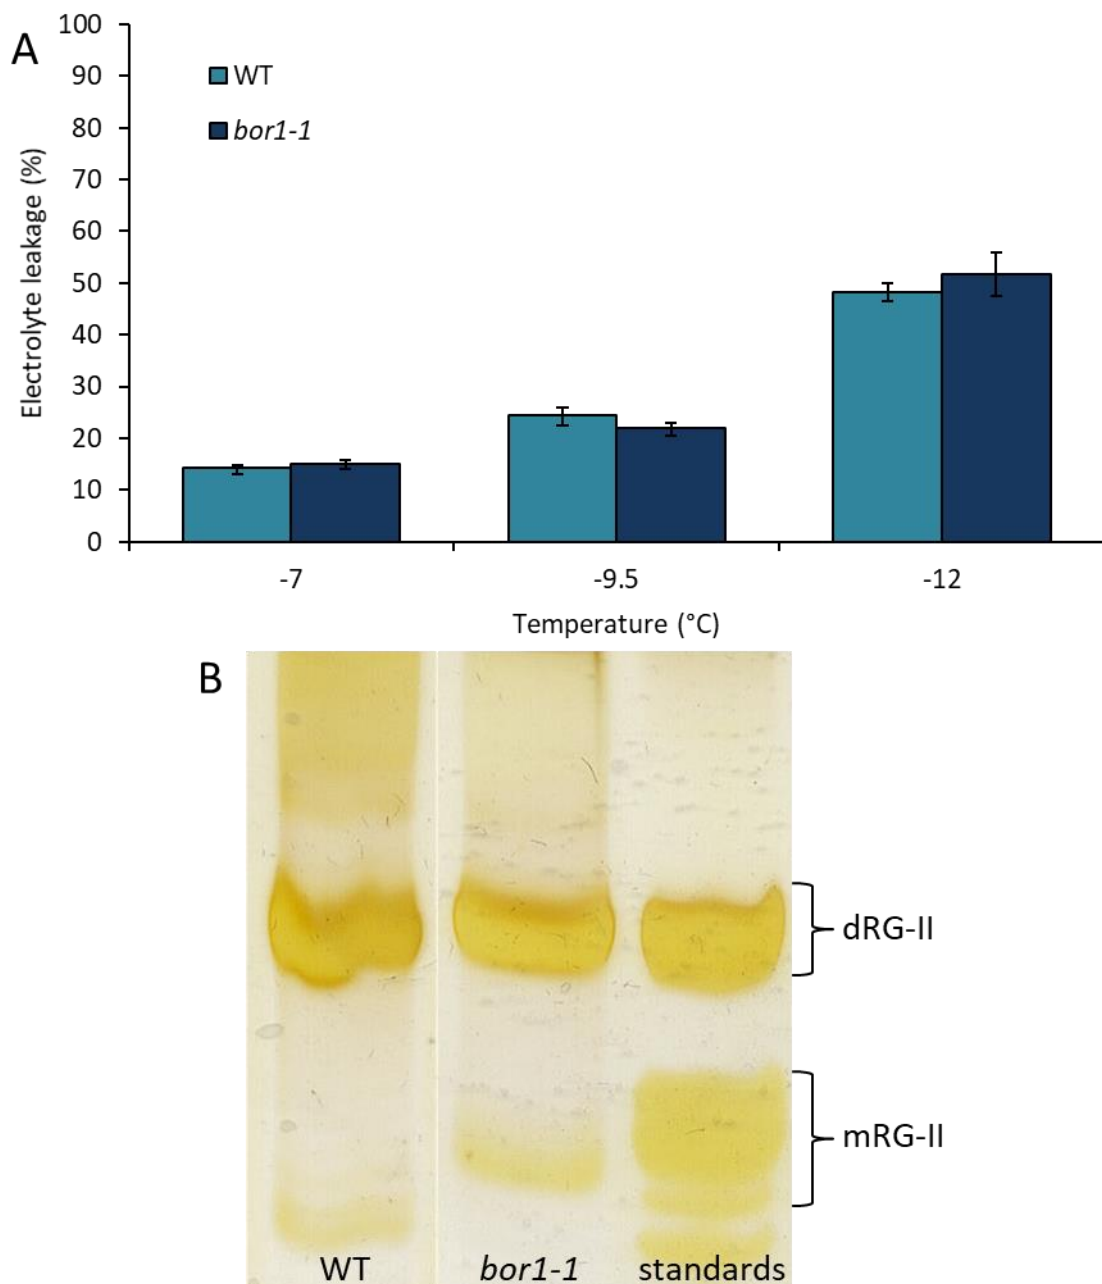 A
100
90
80
70
60
50
40
30
20
10
0
Electrolyte leakage (%)
WT
bor1-1
-7
-9.5
-12
Temperature (°C)
B
dRG-II
mRG-II
WT
bor1-1
standards